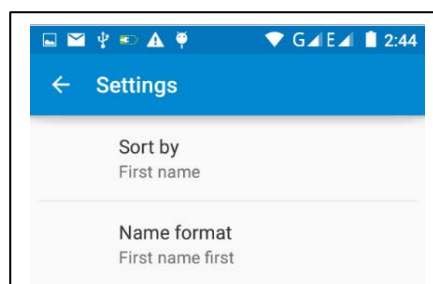 G E 2:44
Settings
Sort by
First name
Name format
First name first